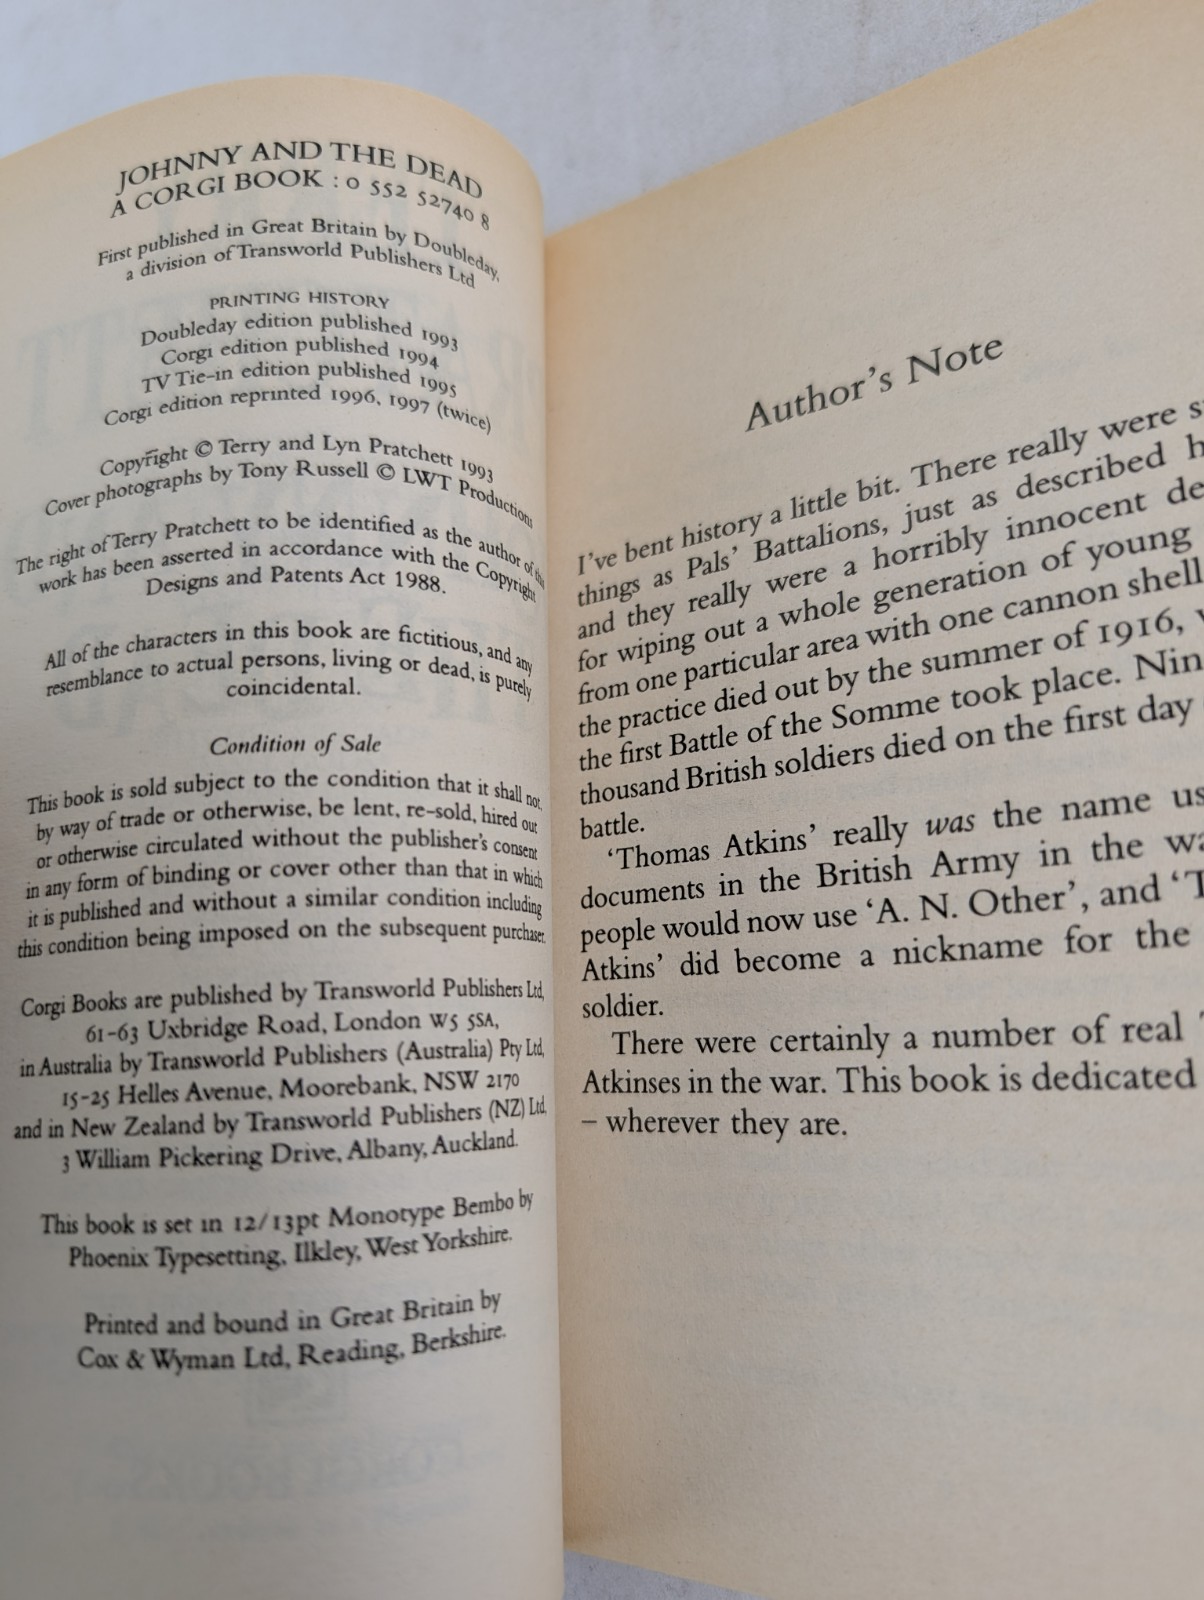 JOHNNY AND THE DEAD
A CORGI BOOK : 0 552 52740 8
First published in Great Britain by Doubleday,
a division of Transworld Publishers Ltd
PRINTING HISTORY
Doubleday edition published 1993
Corgi edition published 1994
TV Tie-in edition published 1995
Corgi edition reprinted 1996, 1997 (twice)
Copyright © Terry and Lyn Pratchett 1993
Cover photographs by Tony Russell © LWT Productions
The right of Terry Pratchett to be identified as the author of this
work has been asserted in accordance with the Copyright
Designs and Patents Act 1988.
All of the characters in this book are fictitious, and any
resemblance to actual persons, living or dead, is purely
coincidental.
Condition of Sale
This book is sold subject to the condition that it shall not,
by way of trade or otherwise, be lent, re-sold, hired out
or otherwise circulated without the publisher's consent
in any form of binding or cover other than that in which
it is published and without a similar condition including
this condition being imposed on the subsequent purchaser.
Corgi Books are published by Transworld Publishers Ltd,
61-63 Uxbridge Road, London W5 5SA,
in Australia by Transworld Publishers (Australia) Pty Ltd,
15-25 Helles Avenue, Moorebank, NSW 2170
and in New Zealand by Transworld Publishers (NZ) Ltd,
3 William Pickering Drive, Albany, Auckland.
This book is set in 12/13pt Monotype Bembo by
Phoenix Typesetting, Ilkley, West Yorkshire.
Printed and bound in Great Britain by
Cox & Wyman Ltd, Reading, Berkshire.
Author's Note
I've bent history a little bit. There really were
things as Pals' Battalions, just as described
and they really were a horribly innocent
for wiping out a whole generation of young
from one particular area with one cannon shell
the practice died out by the summer of 1916,
the first Battle of the Somme took place.
thousand British soldiers died on the first day
battle.
'Thomas Atkins' really was the name
documents in the British Army in the
people would now use 'A. N. Other', and
Atkins' did become a nickname for the
soldier.
There were certainly a number of real
Atkinses in the war. This book is dedicated
– wherever they are.